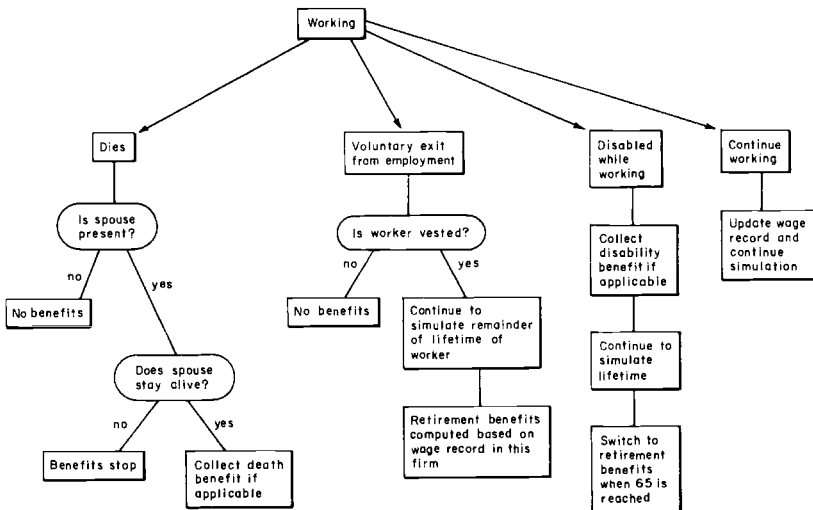 Working
Dies
Voluntary exit
from employment
Disabled
while
working
Continue
working
Is spouse
present?
Is worker vested?
Collect
disability
benefit if
applicable
Update wage
record and
continue
simulation
no
yes
no
yes
No benefits
No benefits
Continue to
simulate remainder
of lifetime of
worker
Continue to
simulate
lifetime
Does spouse
stay alive?
no
yes
Benefits stop
Collect death
benefit if
applicable
Retirement benefits
computed based on
wage record in this
firm
Switch to
retirement
benefits
when 65 is
reached